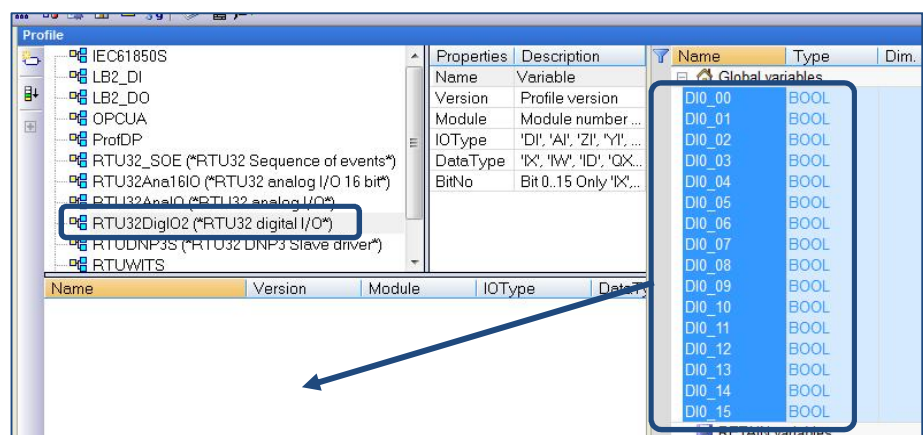 Profile
IEC61850S
LB2_DI
LB2_DO
OPCUA
ProfDP
RTU32_SOE (*RTU32 Sequence of events*)
RTU32Ana16IO (*RTU32 analog I/O 16 bit*)
RTU32AnaIO (*RTU32 analog I/O*)
RTU32DigIO2 (*RTU32 digital I/O*)
RTUDNP3S (*RTU32 DNP3 Slave driver*)
RTUWITS
Properties Description
Name Variable
Version Profile version
Module Module number ...
IOType 'DI', 'AI', 'ZI', 'YI', ...
DataType 'IX', 'IW', 'ID', 'QX...
BitNo Bit 0..15 Only 'IX',...
Name Version Module IOType DataTy
Name Type Dim.
Global variables
DI0_00 BOOL
DI0_01 BOOL
DI0_02 BOOL
DI0_03 BOOL
DI0_04 BOOL
DI0_05 BOOL
DI0_06 BOOL
DI0_07 BOOL
DI0_08 BOOL
DI0_09 BOOL
DI0_10 BOOL
DI0_11 BOOL
DI0_12 BOOL
DI0_13 BOOL
DI0_14 BOOL
DI0_15 BOOL
RETAIN variables